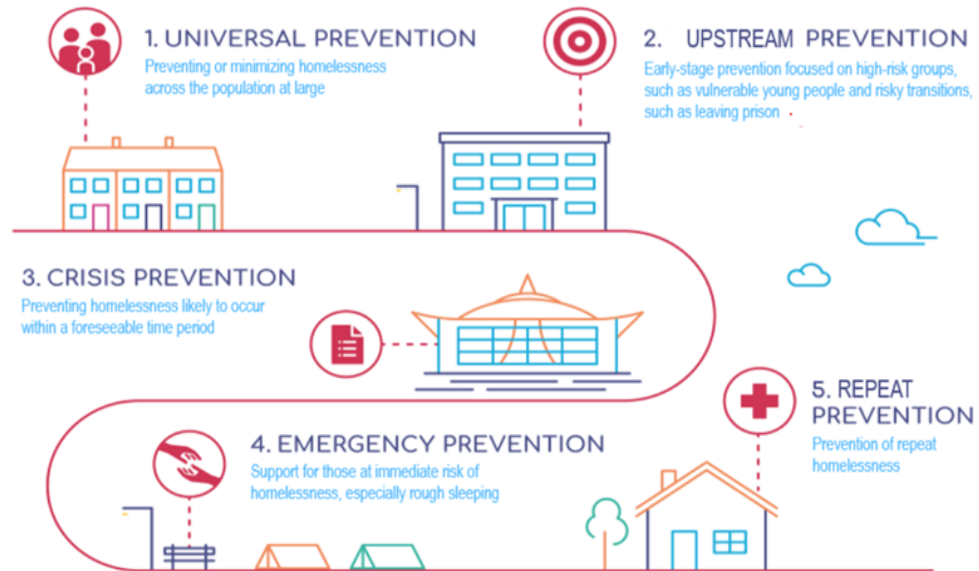 1. UNIVERSAL PREVENTION
Preventing or minimizing homelessness
across the population at large
2. UPSTREAM PREVENTION
Early-stage prevention focused on high-risk groups,
such as vulnerable young people and risky transitions,
such as leaving prison
3. CRISIS PREVENTION
Preventing homelessness likely to occur
within a foreseeable time period
4. EMERGENCY PREVENTION
Support for those at immediate risk of
homelessness, especially rough sleeping
5. REPEAT
PREVENTION
Prevention of repeat
homelessness